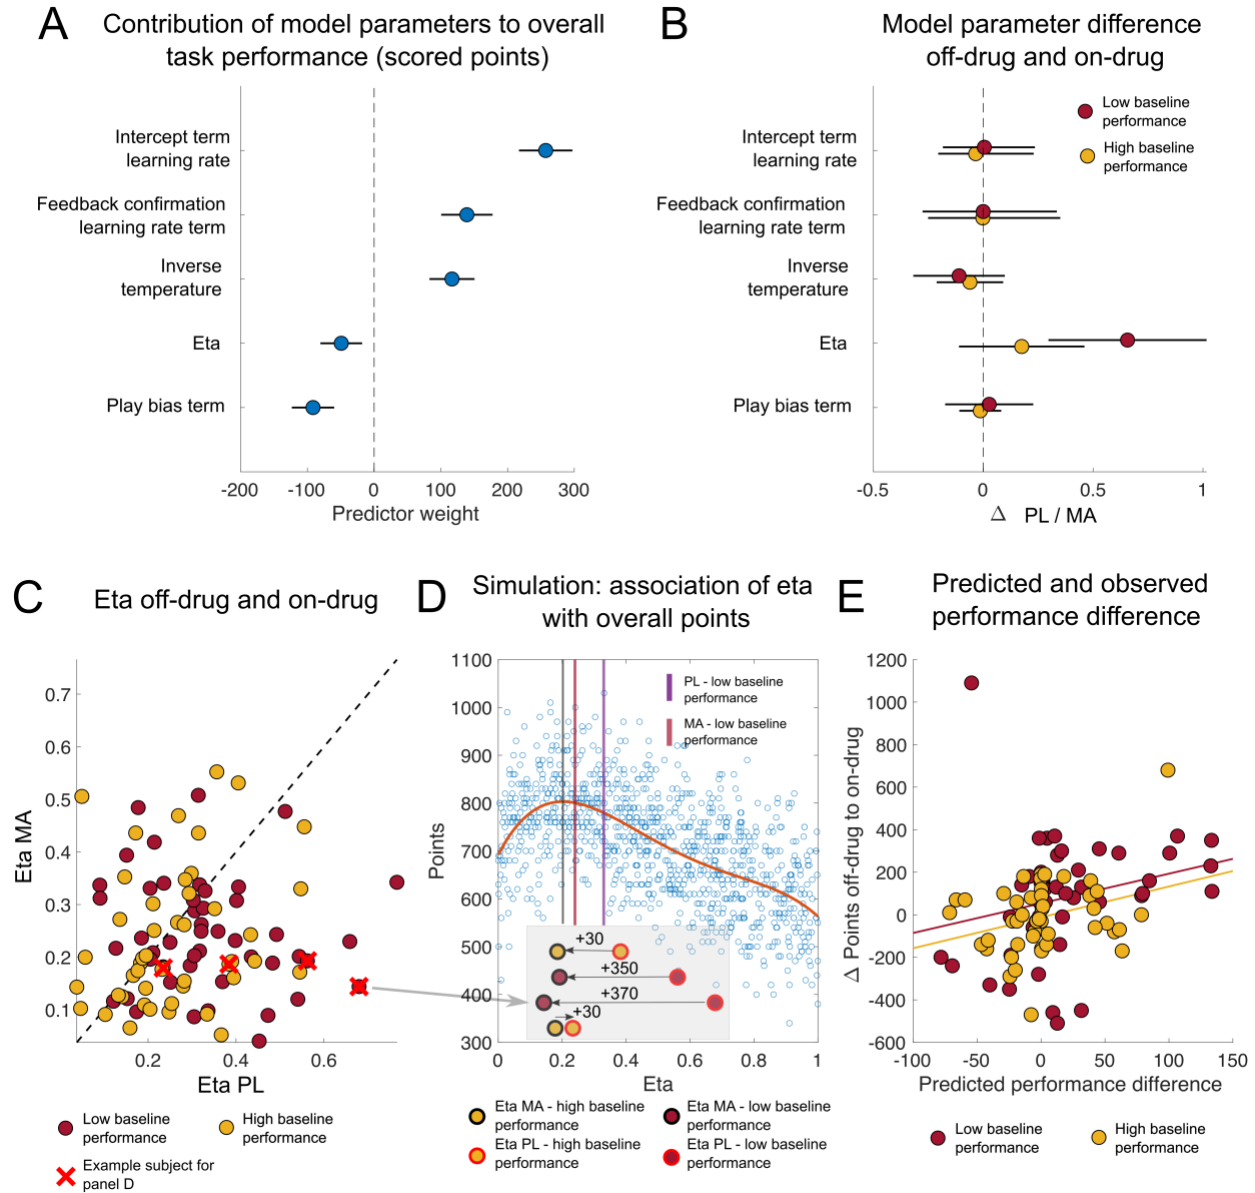 A
Contribution of model parameters to overall
task performance (scored points)
Intercept term
learning rate
Feedback confirmation
learning rate term
Inverse
temperature
Eta
Play bias term
-200 -100 0 100 200 300
Predictor weight
B
Model parameter difference
off-drug and on-drug
Low baseline
performance
High baseline
performance
Intercept term
learning rate
Feedback confirmation
learning rate term
Inverse
temperature
Eta
Play bias term
-0.5 0 0.5 1
Δ PL / MA
C
Eta off-drug and on-drug
Eta MA
0.7
0.6
0.5
0.4
0.3
0.2
0.1
0.2 0.4 0.6
Eta PL
Low baseline
performance
High baseline
performance
Example subject for
panel D
D
Simulation: association of eta
with overall points
Points
1100
1000
900
800
700
600
500
400
300
PL - low baseline
performance
MA - low baseline
performance
+30
+350
+370
+30
0 0.2 0.4 0.6 0.8 1
Eta
Eta MA - high baseline
performance
Eta MA - low baseline
performance
Eta PL - high baseline
performance
Eta PL - low baseline
performance
E
Predicted and observed
performance difference
Δ Points off-drug to on-drug
1200
1000
800
600
400
200
0
-200
-400
-600
-100 -50 0 50 100 150
Predicted performance difference
Low baseline
performance
High baseline
performance